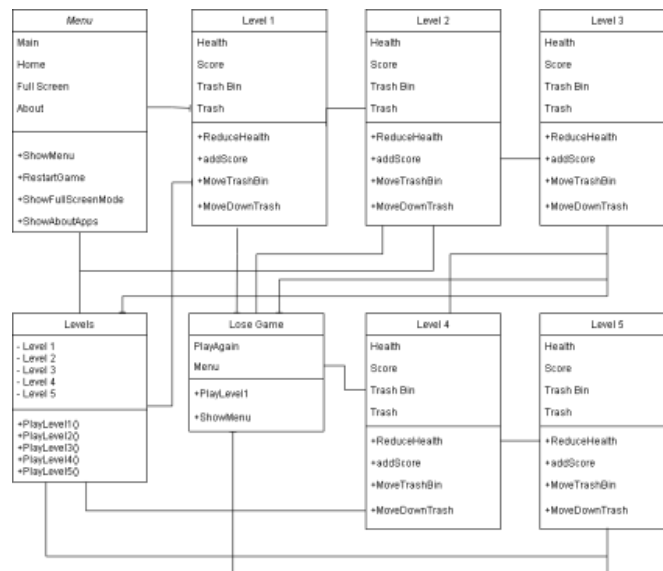 Menu
Main
Home
Full Screen
About
+ShowMenu
+RestartGame
+ShowFullScreenMode
+ShowAboutApps
Level 1
Health
Score
Trash Bin
Trash
+ReduceHealth
+addScore
+MoveTrashBin
+MoveDownTrash
Level 2
Health
Score
Trash Bin
Trash
+ReduceHealth
+addScore
+MoveTrashBin
+MoveDownTrash
Level 3
Health
Score
Trash Bin
Trash
+ReduceHealth
+addScore
+MoveTrashBin
+MoveDownTrash
Levels
- Level 1
- Level 2
- Level 3
- Level 4
- Level 5
+PlayLevel1()
+PlayLevel2()
+PlayLevel3()
+PlayLevel4()
+PlayLevel5()
Lose Game
PlayAgain
Menu
+PlayLevel1
+ShowMenu
Level 4
Health
Score
Trash Bin
Trash
+ReduceHealth
+addScore
+MoveTrashBin
+MoveDownTrash
Level 5
Health
Score
Trash Bin
Trash
+ReduceHealth
+addScore
+MoveTrashBin
+MoveDownTrash